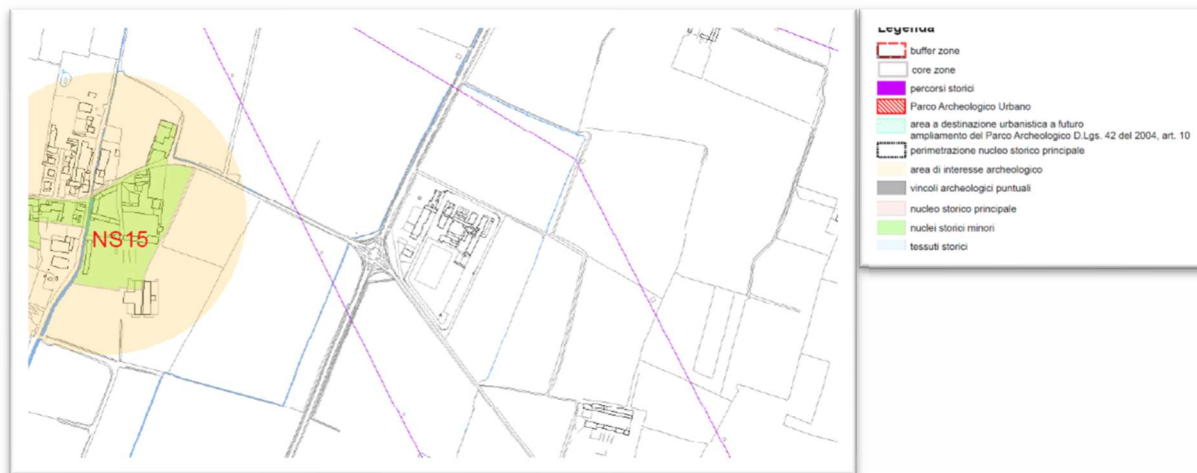 NS15
Legenda
buffer zone
core zone
percorsi storici
Parco Archeologico Urbano
area a destinazione urbanistica a futuro
ampliamento del Parco Archeologico D.Lgs. 42 del 2004, art. 10
perimetrazione nucleo storico principale
area di interesse archeologico
vincoli archeologici puntuali
nucleo storico principale
nuclei storici minori
tessuti storici